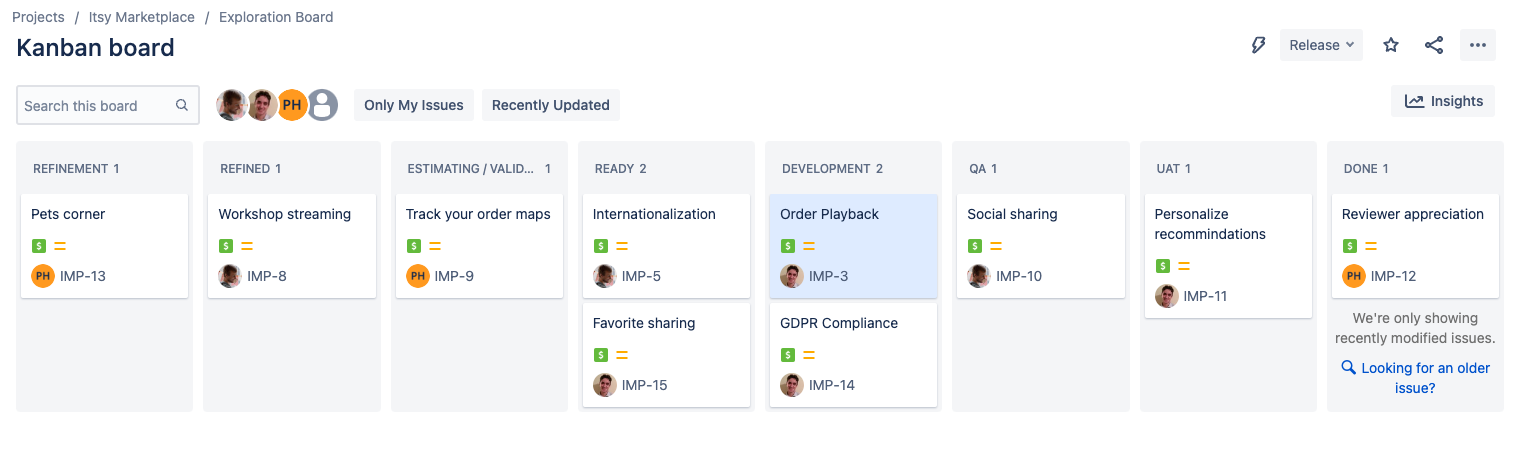 Projects / Itsy Marketplace / Exploration Board
Kanban board
Release
Search this board
PH
Only My Issues
Recently Updated
Insights
REFINEMENT 1
Pets corner
$
PH IMP-13
REFINED 1
Workshop streaming
$
IMP-8
ESTIMATING / VALID... 1
Track your order maps
$
PH IMP-9
READY 2
Internationalization
$
IMP-5
Favorite sharing
$
IMP-15
DEVELOPMENT 2
Order Playback
$
IMP-3
GDPR Compliance
$
IMP-14
QA 1
Social sharing
$
IMP-10
UAT 1
Personalize
recommindations
$
IMP-11
DONE 1
Reviewer appreciation
$
PH IMP-12
We're only showing
recently modified issues.
Looking for an older
issue?